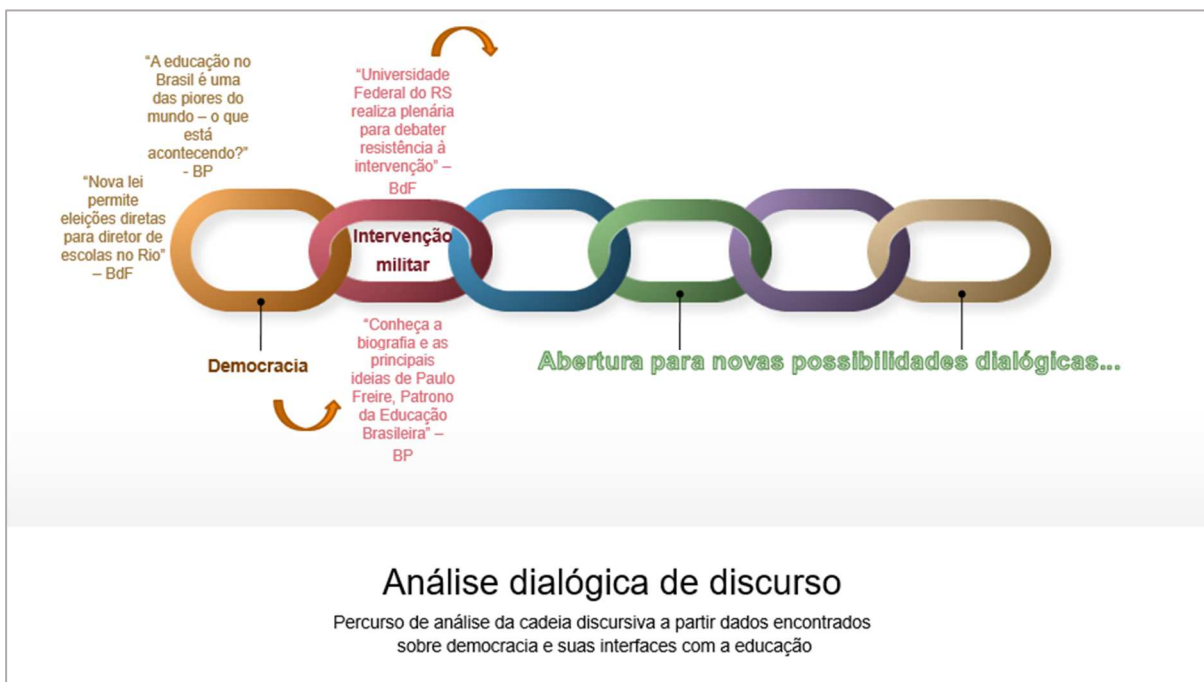 “A educação no
Brasil é uma
das piores do
mundo – o que
está
acontecendo?”
- BP
“Nova lei
permite
eleições diretas
para diretor de
escolas no Rio”
– BdF
“Universidade
Federal do RS
realiza plenária
para debater
resistência à
intervenção” –
BdF
Intervenção
militar
Democracia
“Conheça a
biografia e as
principais
ideias de Paulo
Freire, Patrono
da Educação
Brasileira” –
BP
Abertura para novas possibilidades dialógicas...
Análise dialógica de discurso
Percurso de análise da cadeia discursiva a partir dados encontrados
sobre democracia e suas interfaces com a educação